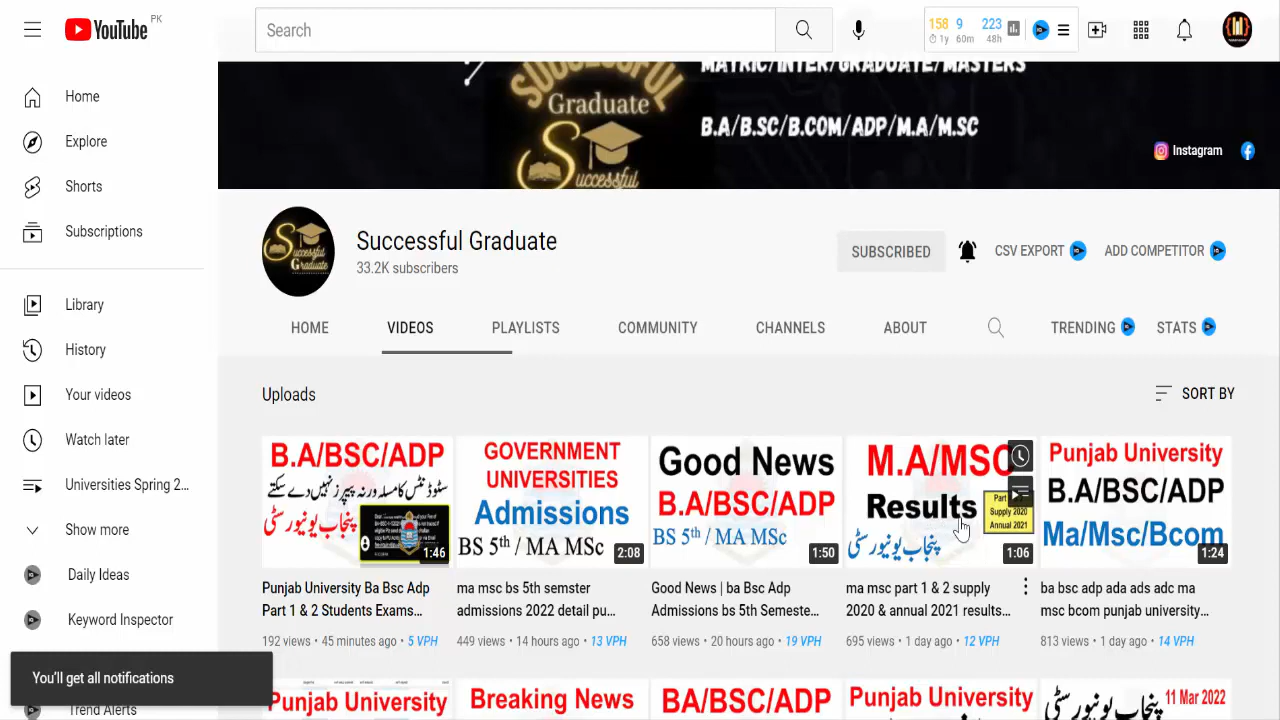 YouTube PK
Search
158 9 223
1y 60m 48h
Home
Explore
Shorts
Subscriptions
Library
History
Your videos
Watch later
Universities Spring 2...
Show more
Daily Ideas
Keyword Inspector
Trend Alerts
You'll get all notifications
SUCCESSFUL
Graduate
S
uccessful
MATRIC/INTER/GRADUATE/MASTERS
B.A/B.SC/B.COM/ADP/M.A/M.SC
Instagram
Successful
Graduate
Successful Graduate
33.2K subscribers
SUBSCRIBED
CSV EXPORT
ADD COMPETITOR
HOME VIDEOS PLAYLISTS COMMUNITY CHANNELS ABOUT
TRENDING STATS
Uploads
SORT BY
B.A/BSC/ADP
سٹوڈنٹس کا مسئلہ ورنہ پیپرز نہیں دے سکتے
پنجاب یونیورسٹی
1:46
Punjab University Ba Bsc Adp
Part 1 & 2 Students Exams...
192 views • 45 minutes ago • 5 VPH
GOVERNMENT
UNIVERSITIES
Admissions
BS 5th / MA MSc
2:08
ma msc bs 5th semster
admissions 2022 detail pu...
449 views • 14 hours ago • 13 VPH
Good News
B.A/BSC/ADP
BS 5th / MA MSc
1:50
Good News | ba Bsc Adp
Admissions bs 5th Semeste...
658 views • 20 hours ago • 19 VPH
M.A/MSC
Results
Part
Supply 2020
Annual 2021
پنجاب یونیورسٹی
1:06
ma msc part 1 & 2 supply
2020 & annual 2021 results...
695 views • 1 day ago • 12 VPH
Punjab University
B.A/BSC/ADP
Ma/Msc/Bcom
1:24
ba bsc adp ada ads adc ma
msc bcom punjab university...
813 views • 1 day ago • 14 VPH
Punjab University
Breaking News
BA/BSC/ADP
Punjab University
پنجاب یونیورسٹی 11 Mar 2022